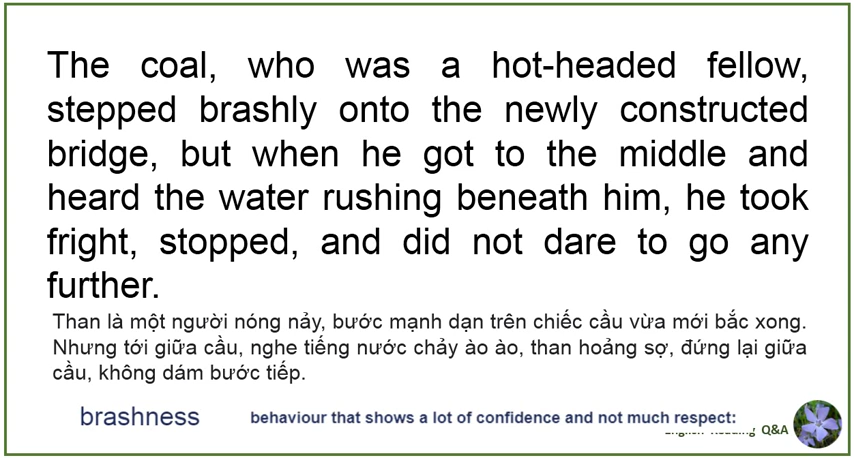 The coal, who was a hot-headed fellow,
stepped brashly onto the newly constructed
bridge, but when he got to the middle and
heard the water rushing beneath him, he took
fright, stopped, and did not dare to go any
further.
Than là một người nóng nảy, bước mạnh dạn trên chiếc cầu vừa mới bắc xong.
Nhưng tới giữa cầu, nghe tiếng nước chảy ào ào, than hoảng sợ, đứng lại giữa
cầu, không dám bước tiếp.
brashness behaviour that shows a lot of confidence and not much respect:
English Reading Q&A